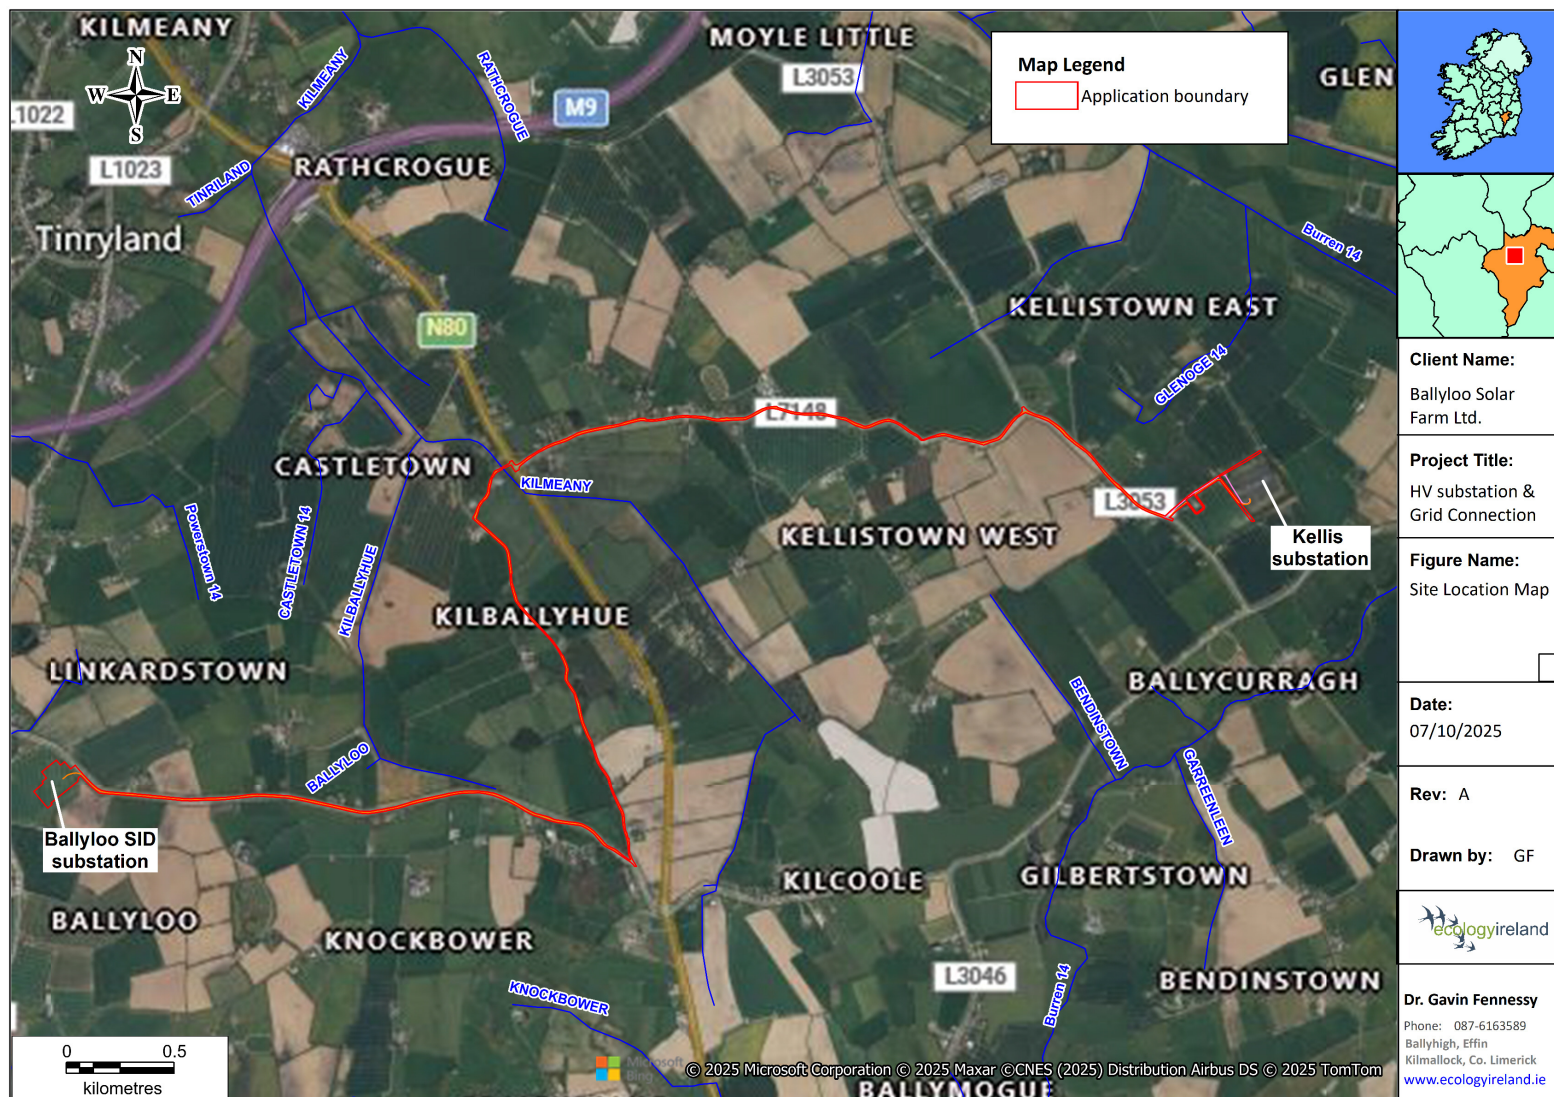 KILMEANY
MOYLE LITTLE
N
W E
S
KILMEANY
RATHCROGUE
L3053
GLEN
Map Legend
Application boundary
L1022
M9
L1023
RATHCROGUE
TINRILAND
Tinryland
Burren 14
KELLISTOWN EAST
N80
GLENOGE 14
L7148
CASTLETOWN
KILMEANY
L3053
Powerstown 14
CASTLETOWN 14
KILBALLYHUE
KELLISTOWN WEST
Kellis
substation
KILBALLYHUE
LINKARDSTOWN
BALLYCURRAGH
BENDINSTOWN
BALLYLOO
GARREENLEEN
Ballyloo SID
substation
KILCOOLE
GILBERTSTOWN
BALLYLOO
KNOCKBOWER
L3046
BENDINSTOWN
KNOCKBOWER
Burren 14
0 0.5
kilometres
Microsoft
Bing
© 2025 Microsoft Corporation © 2025 Maxar ©CNES (2025) Distribution Airbus DS © 2025 TomTom
BALLYMOGUE
Client Name:
Ballyloo Solar
Farm Ltd.
Project Title:
HV substation &
Grid Connection
Figure Name:
Site Location Map
Date:
07/10/2025
Rev: A
Drawn by: GF
ecologyireland
Dr. Gavin Fennessy
Phone: 087-6163589
Ballyhigh, Effin
Kilmallock, Co. Limerick
www.ecologyireland.ie